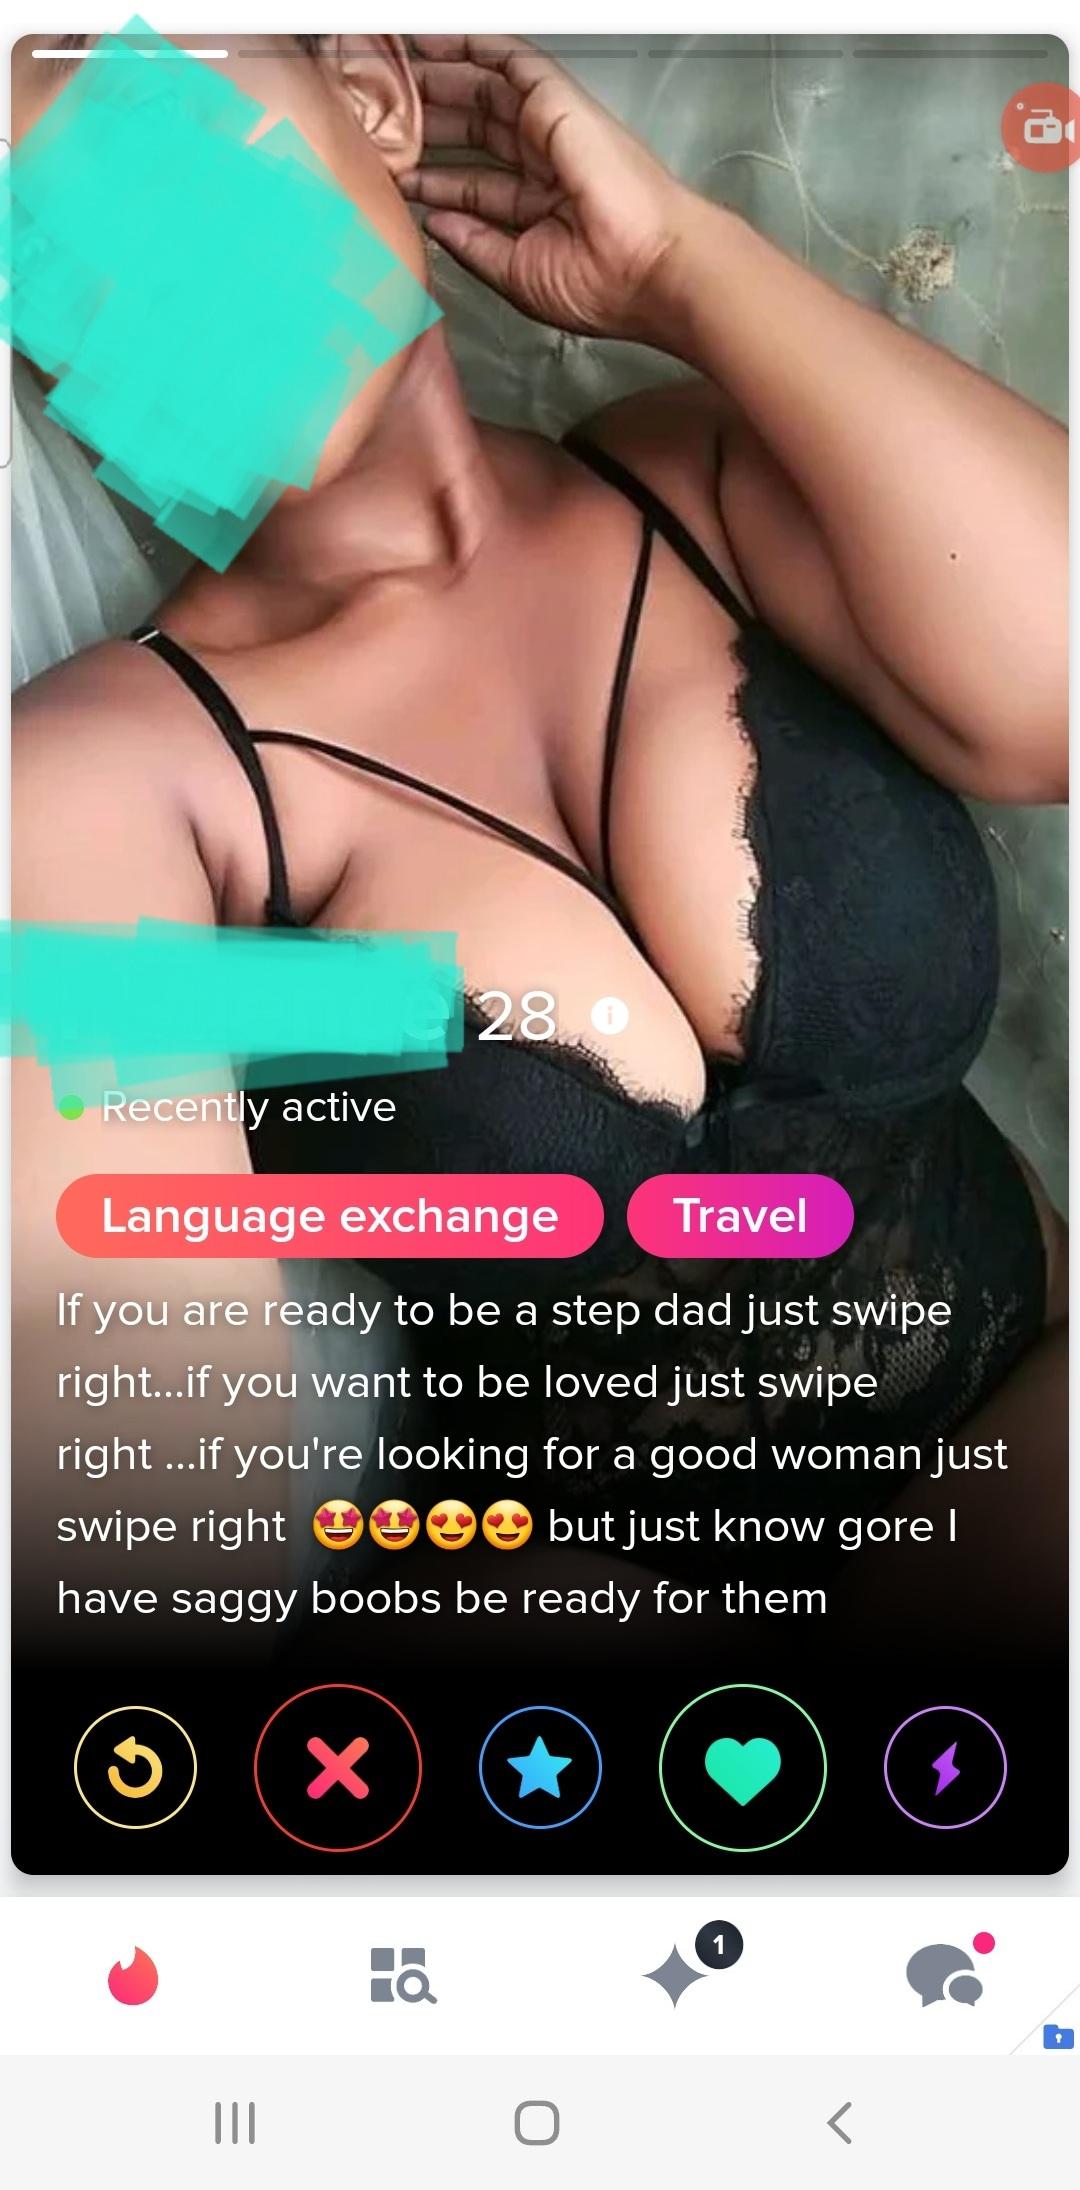 28
Recently active
Language exchange Travel
If you are ready to be a step dad just swipe
right...if you want to be loved just swipe
right ...if you're looking for a good woman just
swipe right 🤩🤩😍😍 but just know gore I
have saggy boobs be ready for them
1